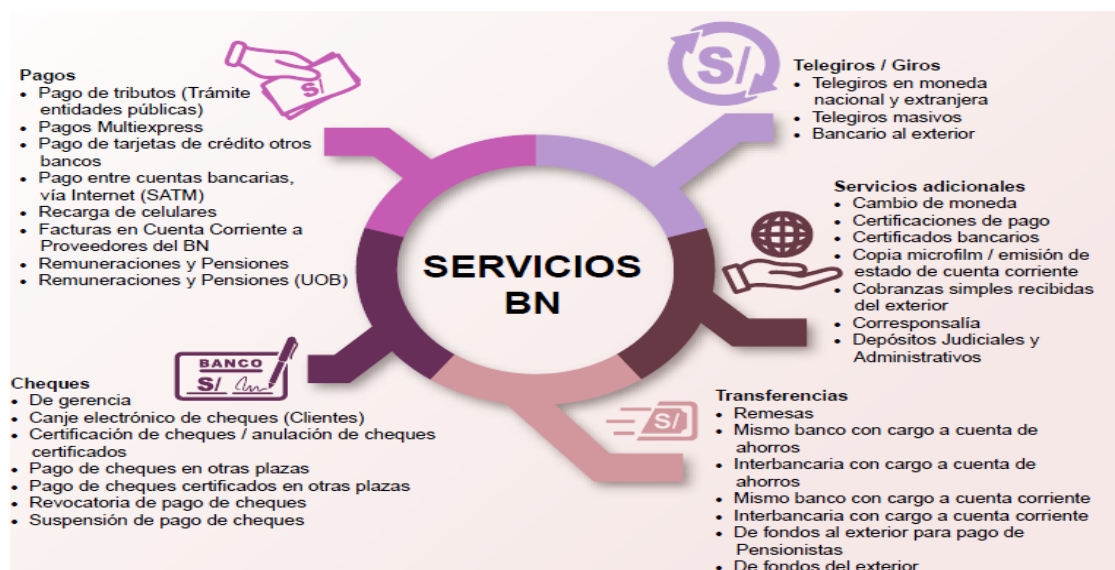 Pagos
• Pago de tributos (Trámite
entidades públicas)
• Pagos Multiexpress
• Pago de tarjetas de crédito otros
bancos
• Pago entre cuentas bancarias,
vía Internet (SATM)
• Recarga de celulares
• Facturas en Cuenta Corriente a
Proveedores del BN
• Remuneraciones y Pensiones
• Remuneraciones y Pensiones (UOB)
S/
S/
Telegiros / Giros
• Telegiros en moneda
nacional y extranjera
• Telegiros masivos
• Bancario al exterior
Servicios adicionales
• Cambio de moneda
• Certificaciones de pago
• Certificados bancarios
• Copia microfilm / emisión de
estado de cuenta corriente
• Cobranzas simples recibidas
del exterior
• Corresponsalía
• Depósitos Judiciales y
Administrativos
SERVICIOS
BN
BANCO
S/
Cheques
• De gerencia
• Canje electrónico de cheques (Clientes)
• Certificación de cheques / anulación de cheques
certificados
• Pago de cheques en otras plazas
• Pago de cheques certificados en otras plazas
• Revocatoria de pago de cheques
• Suspensión de pago de cheques
S/
Transferencias
• Remesas
• Mismo banco con cargo a cuenta de
ahorros
• Interbancaria con cargo a cuenta de
ahorros
• Mismo banco con cargo a cuenta corriente
• Interbancaria con cargo a cuenta corriente
• De fondos al exterior para pago de
Pensionistas
• De fondos del exterior